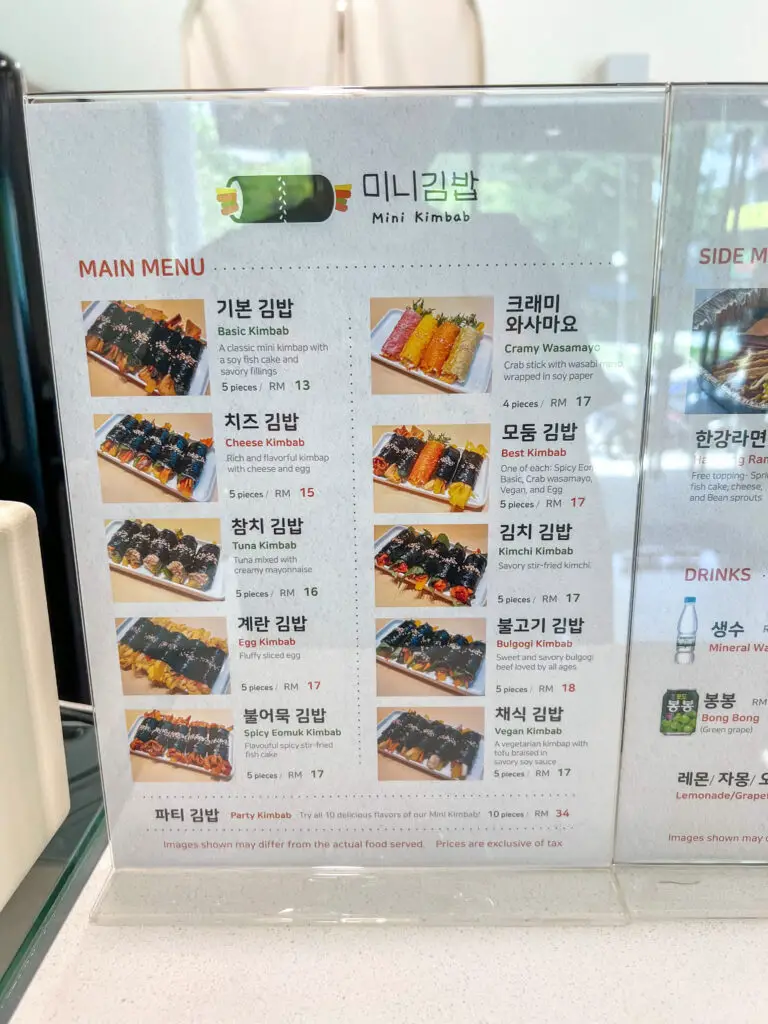 미니김밥
Mini Kimbab
MAIN MENU
기본 김밥
Basic Kimbab
A classic mini kimbap with
a soy fish cake and
savory fillings
5 pieces / RM 13
치즈 김밥
Cheese Kimbab
Rich and flavorful kimbap
with cheese and egg
5 pieces / RM 15
참치 김밥
Tuna Kimbab
Tuna mixed with
creamy mayonnaise
5 pieces / RM 16
계란 김밥
Egg Kimbab
Fluffy sliced egg
5 pieces / RM 17
불어묵 김밥
Spicy Eomuk Kimbab
Flavouful spicy stir-fried
fish cake
5 pieces / RM 17
크래미
와사마요
Cramy Wasamayo
Crab stick with wasabi
wrapped in soy paper
4 pieces / RM 17
모둠 김밥
Best Kimbab
One of each: Spicy
Basic, Crab wasamayo,
Vegan, and Egg
5 pieces / RM 17
김치 김밥
Kimchi Kimbab
Savory stir-fried kimchi
5 pieces / RM 17
불고기 김밥
Bulgogi Kimbab
Sweet and savory bulgogi
beef loved by all ages.
5 pieces / RM 18
채식 김밥
Vegan Kimbab
A vegetarian kimbap with
tofu braised in
savory soy sauce
5 pieces / RM 17
파티 김밥 Party Kimbab Try all 10 delicious flavors of our Mini Kimbab! 10 pieces / RM 34
Images shown may differ from the actual food served. Prices are exclusive of tax
SIDE M
한강라면
Free topping-
fish cake, cheese,
and Bean sprouts
DRINKS
생수
Mineral Wa
봉봉 RM
Bong Bong
(Green grape)
레몬/ 자몽/
Lemonade/Grape
Images shown may